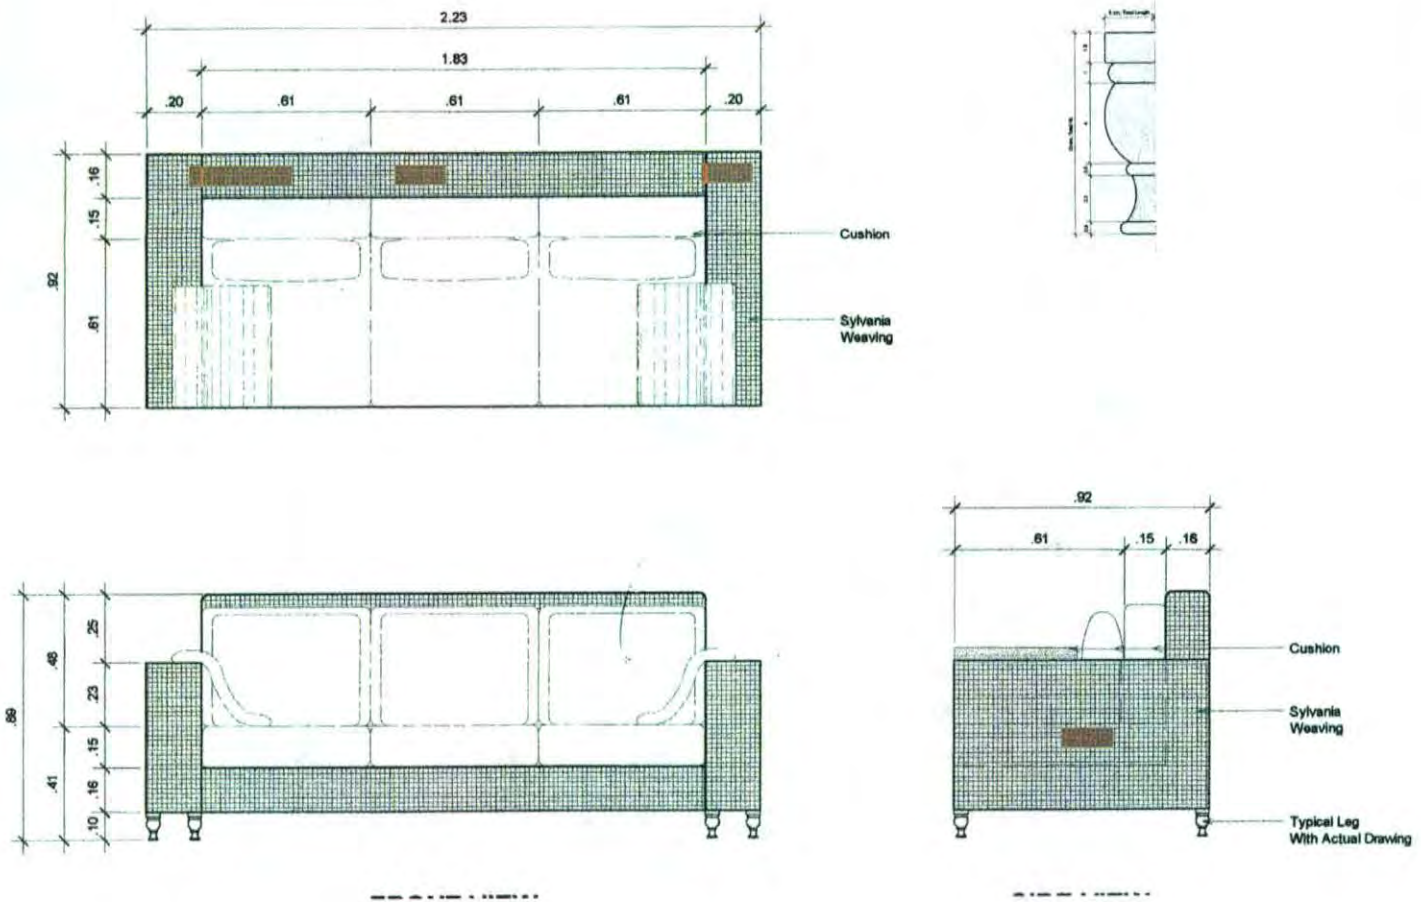 2.23
1.83
.20
.61
.61
.61
.20
.92
.16
.15
.61
Cushion
Sylvania
Weaving
.89
.48
.41
.25
.23
.15
.16
.10
.92
.61
.15
.16
Cushion
Sylvania
Weaving
Typical Leg
With Actual Drawing